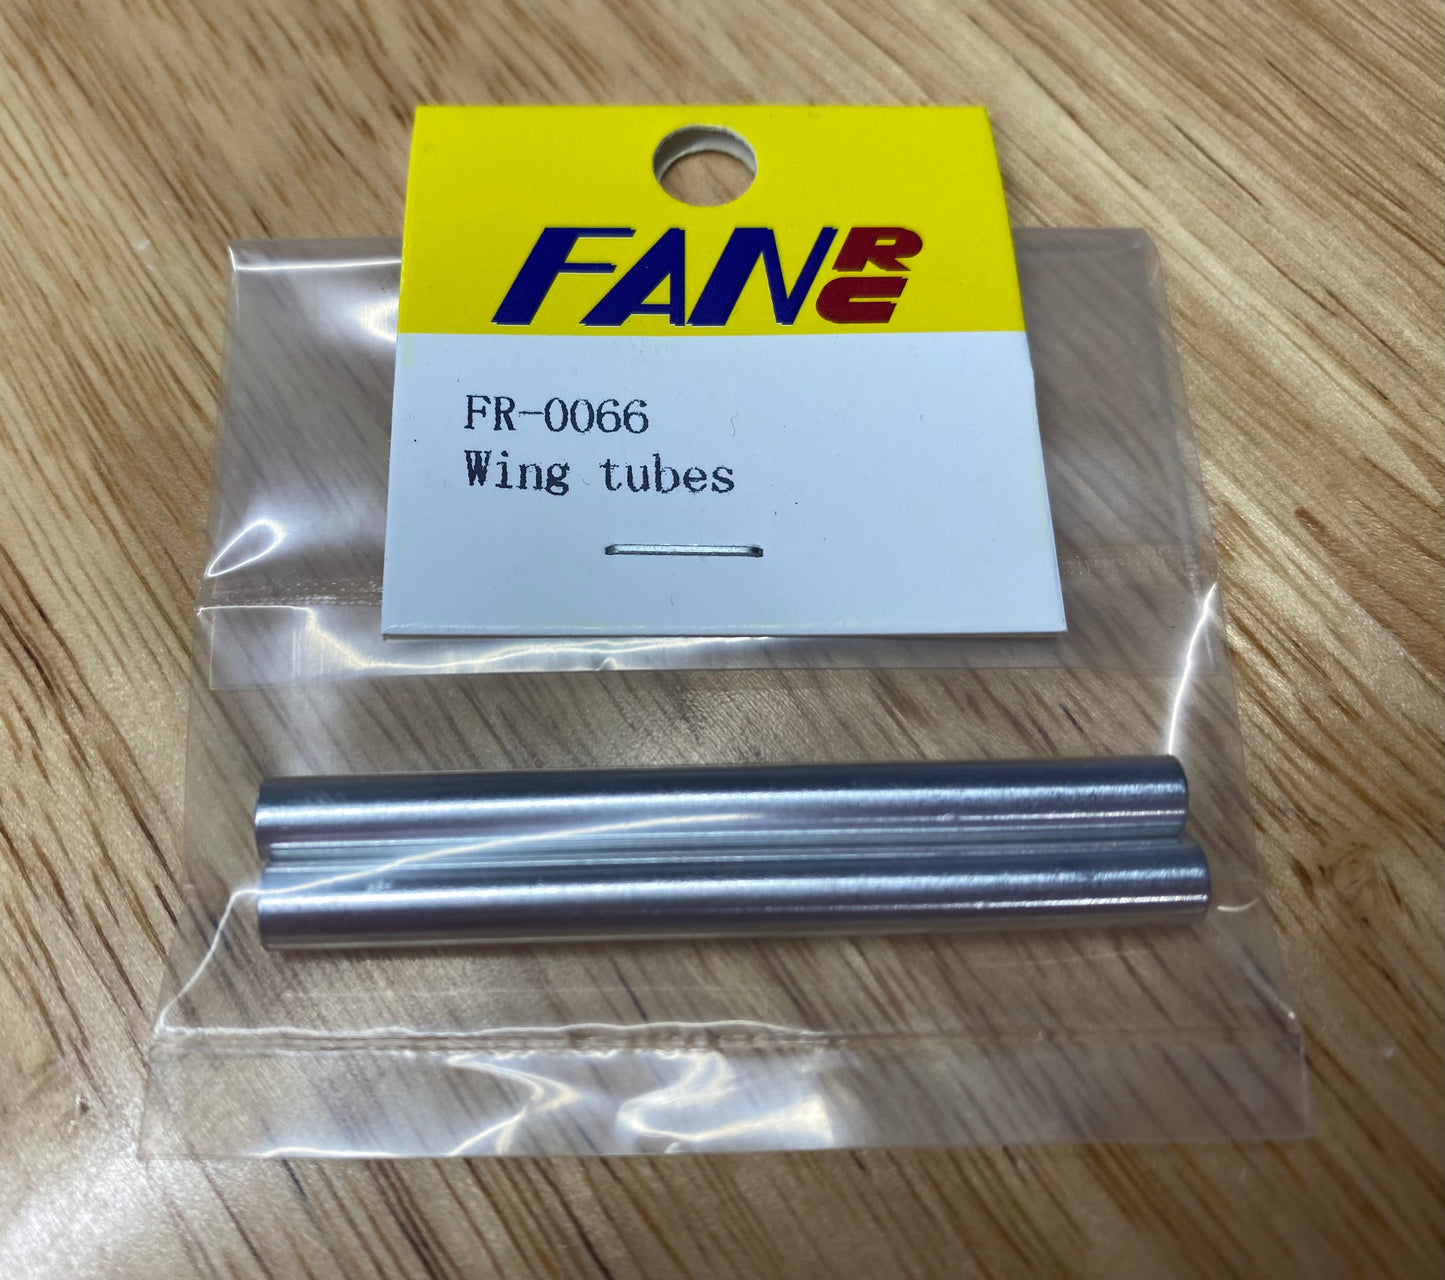 FAN RC
FR-0066
Wing tubes